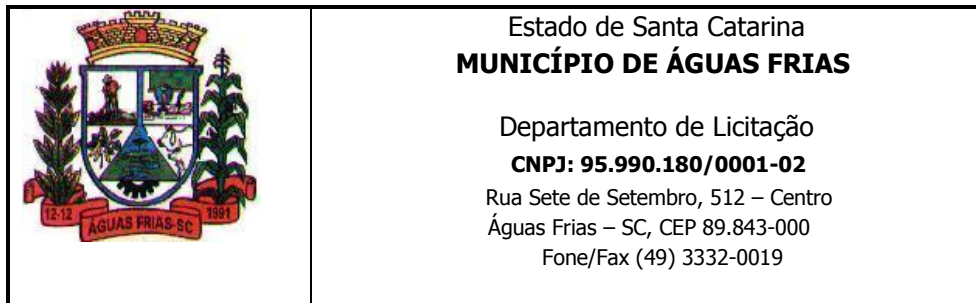 12-12
ÁGUAS FRIAS-SC
1991
Estado de Santa Catarina
MUNICÍPIO DE ÁGUAS FRIAS
Departamento de Licitação
CNPJ: 95.990.180/0001-02
Rua Sete de Setembro, 512 – Centro
Águas Frias – SC, CEP 89.843-000
Fone/Fax (49) 3332-0019